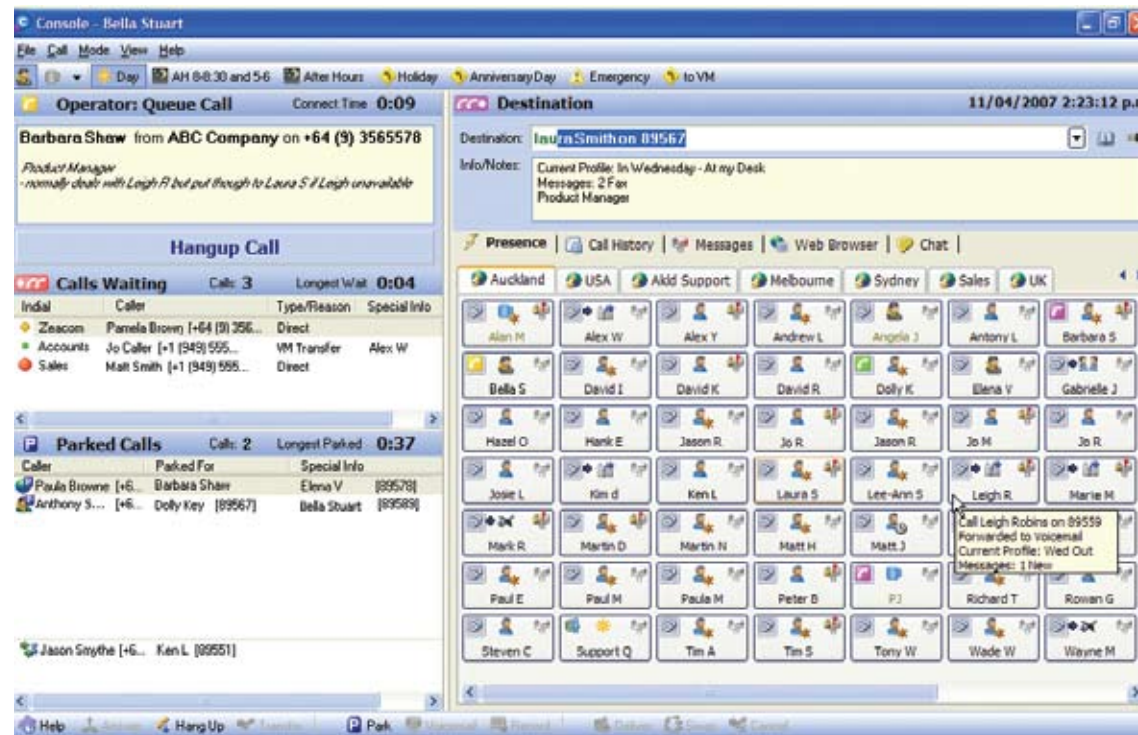 Console - Bella Stuart
File Call Mode View Help
Day AH 8-8:30 and 5-6 After Hours Holiday Anniversary Day Emergency to VM
Operator: Queue Call Connect Time 0:09
Barbara Shaw from ABC Company on +64 (9) 3565578
Product Manager
- normally deals with Leigh R but put though to Laura S if Leigh unavailable
Hangup Call
Calls Waiting Calls: 3 Longest Wait 0:04
Indial Caller Type/Reason Special Info
Zeacom Pamela Brown [+64 (9) 356... Direct
Accounts Jo Caller [+1 (949) 555... VM Transfer Alex W
Sales Matt Smith [+1 (949) 555... Direct
Parked Calls Calls: 2 Longest Parked 0:37
Caller Parked For Special Info
Paula Browne [+6... Barbara Shaw Elena V [89578]
Anthony S... [+6... Dolly Key [89567] Bella Stuart [89589]
Jason Smythe [+6... Ken L [89551]
Destination 11/04/2007 2:23:12 p.
Destination: laura Smith on 89567
Info/Notes: Current Profile: In Wednesday - At my Desk
Messages: 2 Fax
Product Manager
Presence Call History Messages Web Browser Chat
Auckland USA Akld Support Melbourne Sydney Sales UK
Alan M Alex W Alex Y Andrew L Angela J Antony L Barbara S
Bella S David I David K David R Dolly K Elena V Gabrielle J
Hazel O Hank E Jason R Jo R Jason R Jo M Jo R
Josie L Kim d Ken L Laura S Lee-Ann S Leigh R Marie M
Mark R Martin D Martin N Matt H Matt J
Call Leigh Robins on 89559
Forwarded to Voicemail
Current Profile: Wed Out
Messages: 1 New
Paul E Paul M Paula M Peter B PJ Richard T Rowan G
Steven C Support Q Tim A Tim S Tony W Wade W Wayne M
Help Hang Up Transfer Park Voicemail Record Deliver Swap Cancel